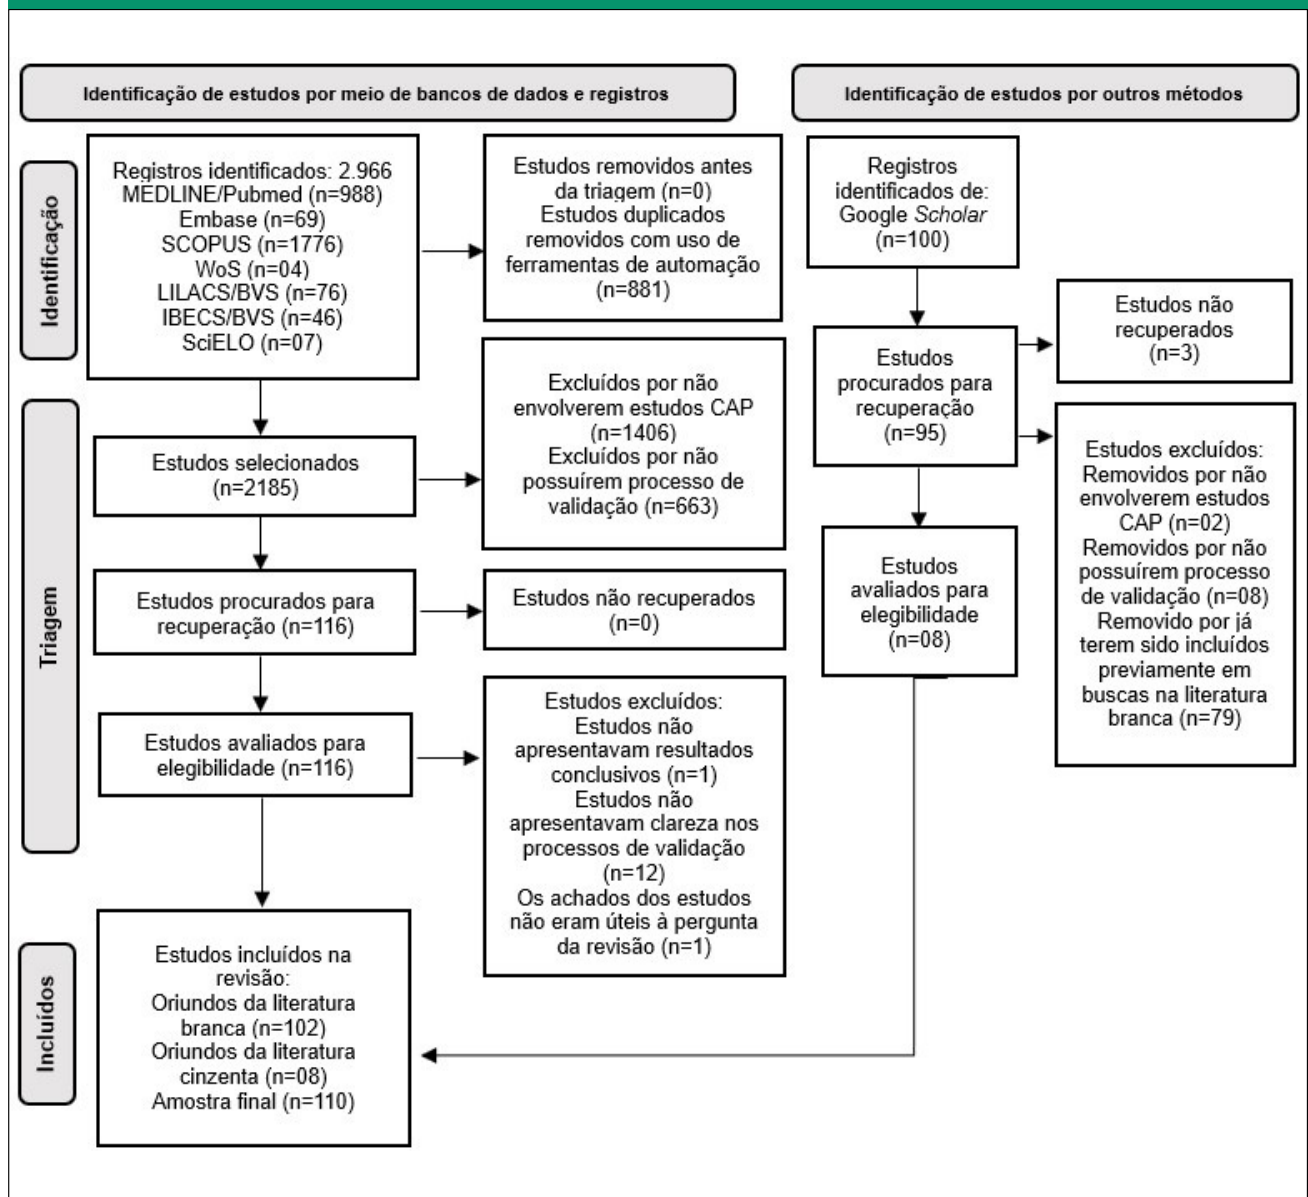 Identificação de estudos por meio de bancos de dados e registros
Identificação de estudos por outros métodos
Identificação
Registros identificados: 2.966
MEDLINE/Pubmed (n=988)
Embase (n=69)
SCOPUS (n=1776)
WoS (n=04)
LILACS/BVS (n=76)
IBECS/BVS (n=46)
SciELO (n=07)
Estudos removidos antes
da triagem (n=0)
Estudos duplicados
removidos com uso de
ferramentas de automação
(n=881)
Registros
identificados de:
Google Scholar
(n=100)
Estudos não
recuperados
(n=3)
Estudos
procurados para
recuperação
(n=95)
Triagem
Estudos selecionados
(n=2185)
Excluídos por não
envolverem estudos CAP
(n=1406)
Excluídos por não
possuírem processo de
validação (n=663)
Estudos excluídos:
Removidos por não
envolverem estudos
CAP (n=02)
Removidos por não
possuírem processo
de validação (n=08)
Removido por já
terem sido incluídos
previamente em
buscas na literatura
branca (n=79)
Estudos procurados para
recuperação (n=116)
Estudos não recuperados
(n=0)
Estudos
avaliados para
elegibilidade
(n=08)
Estudos avaliados para
elegibilidade (n=116)
Estudos excluídos:
Estudos não
apresentavam resultados
conclusivos (n=1)
Estudos não
apresentavam clareza nos
processos de validação
(n=12)
Os achados dos estudos
não eram úteis à pergunta
da revisão (n=1)
Incluídos
Estudos incluídos na
revisão:
Oriundos da literatura
branca (n=102)
Oriundos da literatura
cinzenta (n=08)
Amostra final (n=110)